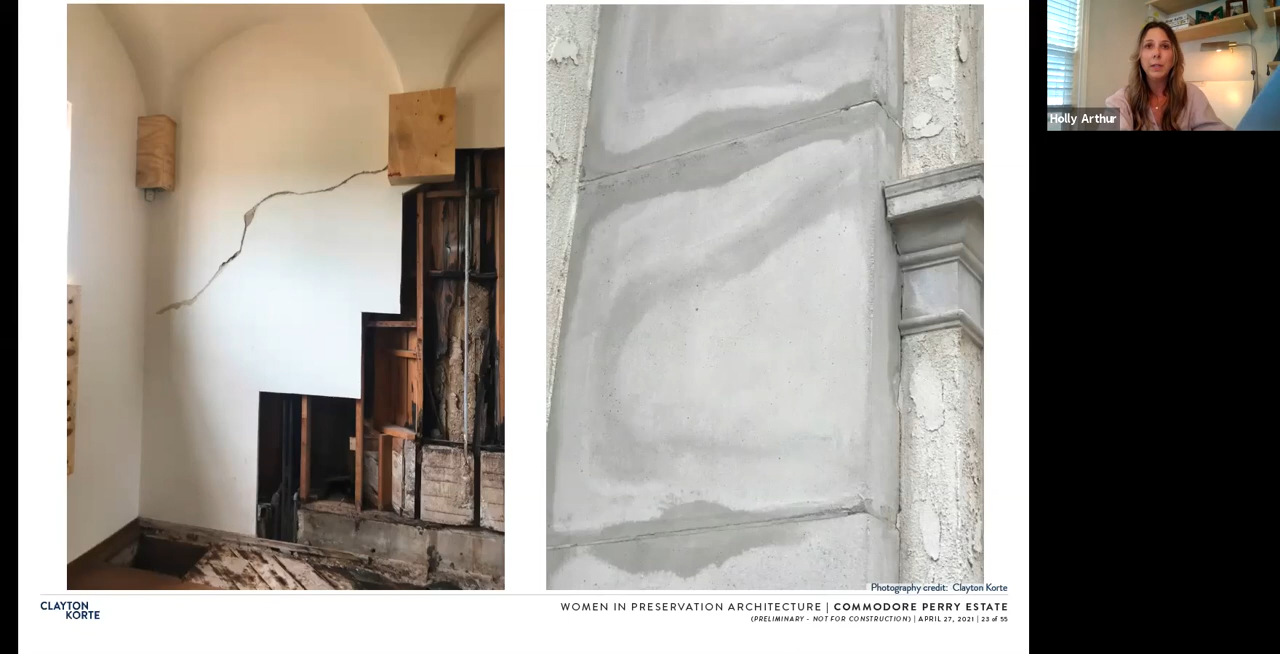 Holly Arthur
Photography credit: Clayton Korte
CLAYTON
KORTE
WOMEN IN PRESERVATION ARCHITECTURE | COMMODORE PERRY ESTATE
(PRELIMINARY - NOT FOR CONSTRUCTION) | APRIL 27, 2021 | 23 of 55